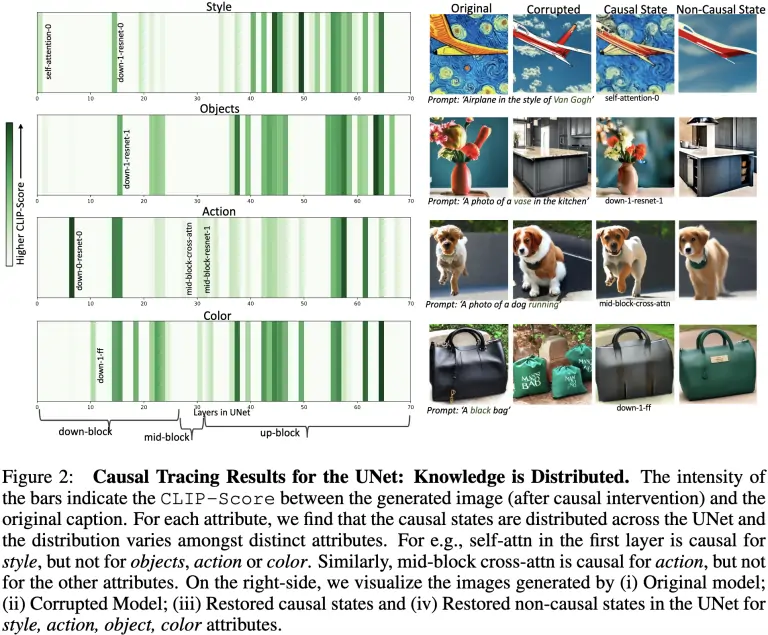 Style
Original Corrupted Causal State Non-Causal State
self-attention-0
down-1-resnet-0
0 10 20 30 40 50 60 70
Prompt: 'Airplane in the style of Van Gogh'
self-attention-0
Objects
down-1-resnet-1
0 10 20 30 40 50 60 70
Prompt: 'A photo of a vase in the kitchen'
down-1-resnet-1
Higher CLIP-Score
Action
down-0-resnet-0
mid-block-cross-attn
mid-block-resnet-1
0 10 20 30 40 50 60 70
Prompt: 'A photo of a dog running'
mid-block-cross-attn
Color
down-1-ff
0 10 20 30 40 50 60 70
Layers in UNet
down-block
mid-block
up-block
Prompt: 'A black bag'
down-1-ff
Figure 2: Causal Tracing Results for the UNet: Knowledge is Distributed. The intensity of
the bars indicate the CLIP-Score between the generated image (after causal intervention) and the
original caption. For each attribute, we find that the causal states are distributed across the UNet and
the distribution varies amongst distinct attributes. For e.g., self-attn in the first layer is causal for
style, but not for objects, action or color. Similarly, mid-block cross-attn is causal for action, but not
for the other attributes. On the right-side, we visualize the images generated by (i) Original model;
(ii) Corrupted Model; (iii) Restored causal states and (iv) Restored non-causal states in the UNet for
style, action, object, color attributes.